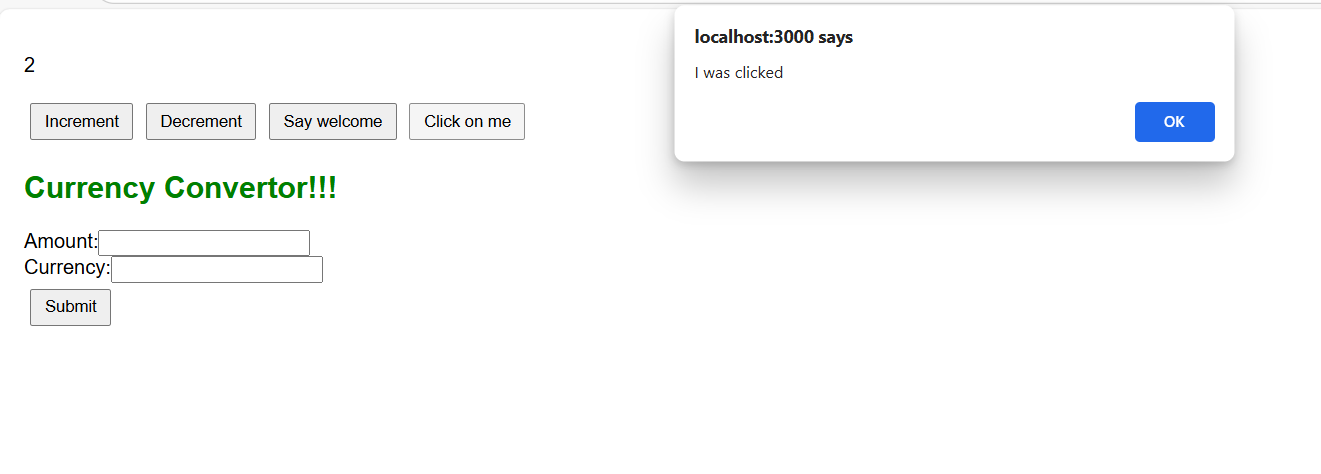 localhost:3000 says
I was clicked
OK
2
Increment Decrement Say welcome Click on me
Currency Convertor!!!
Amount:
Currency:
Submit